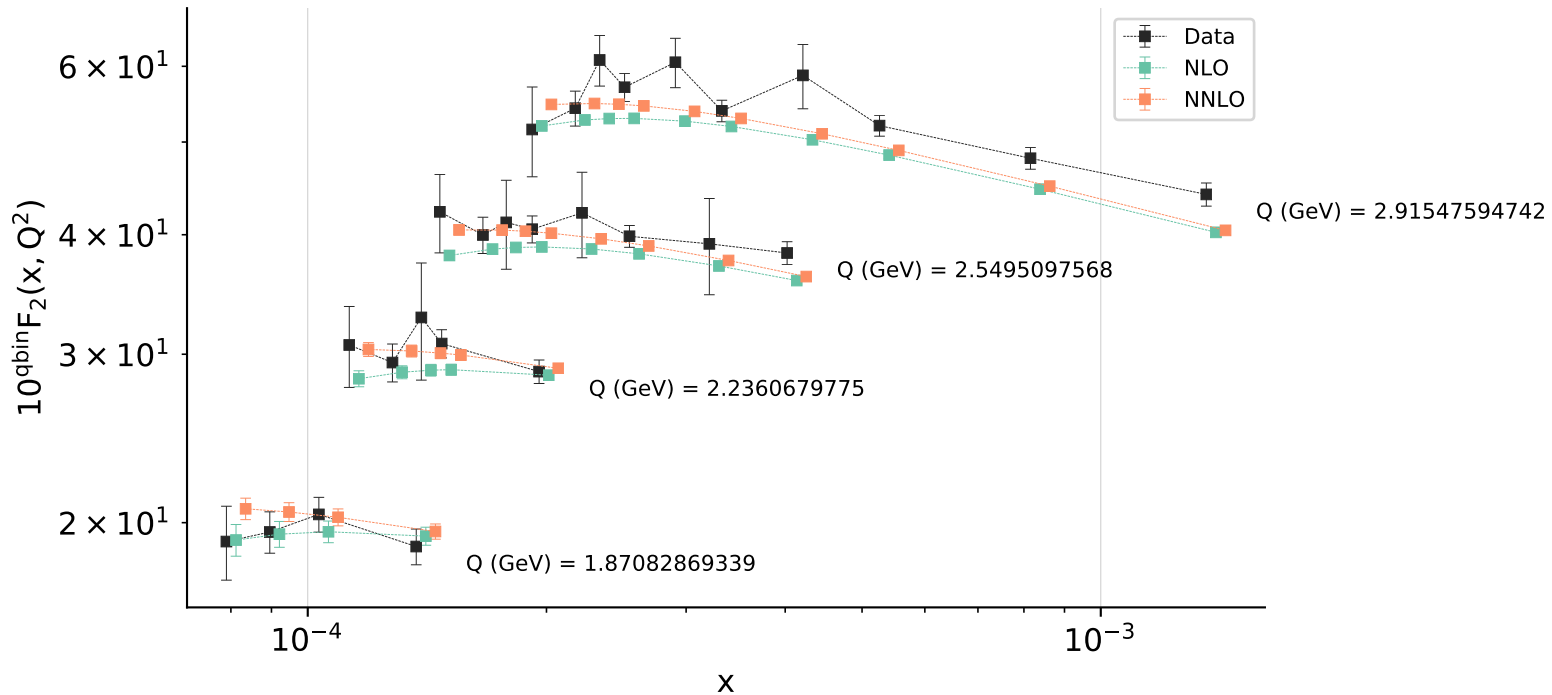 Data
NLO
NNLO
6 × 10¹
4 × 10¹
3 × 10¹
2 × 10¹
10^qbin F₂(x, Q²)
Q (GeV) = 2.91547594742
Q (GeV) = 2.5495097568
Q (GeV) = 2.2360679775
Q (GeV) = 1.87082869339
10⁻⁴
10⁻³
x